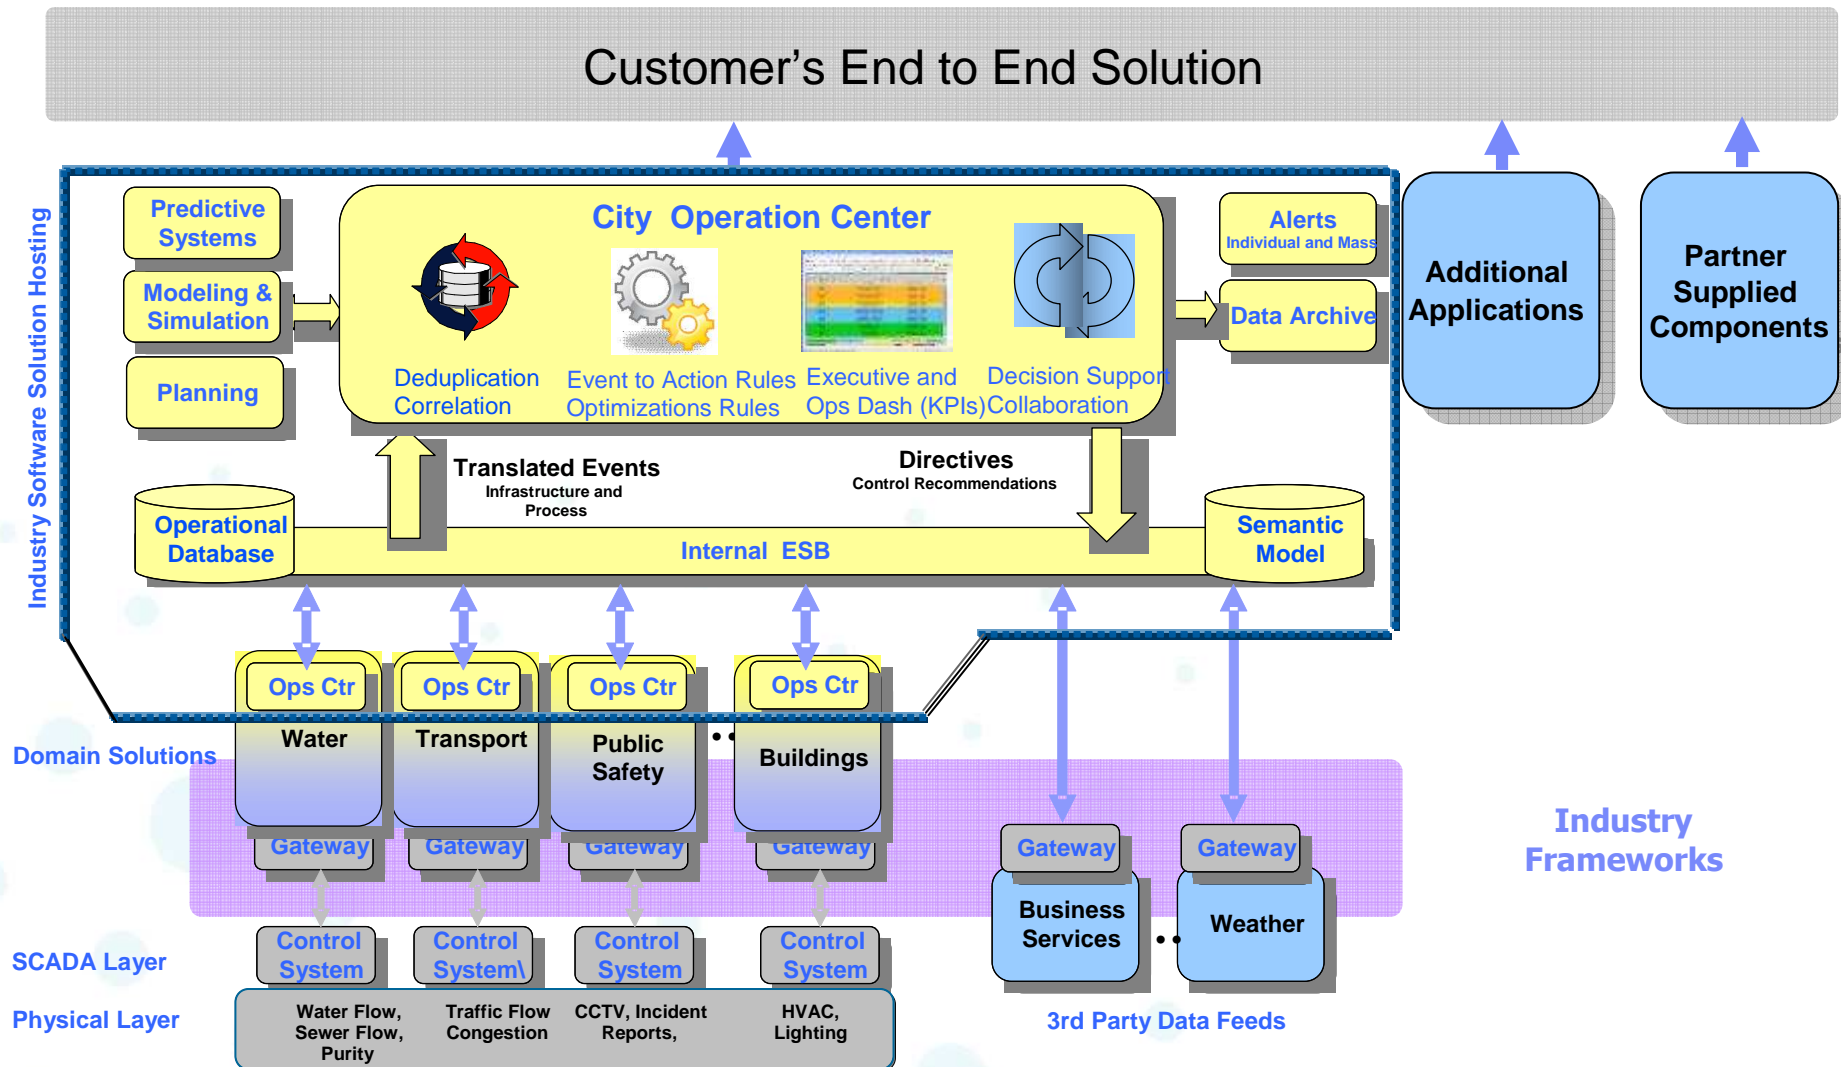 Customer's End to End Solution
Industry Software Solution Hosting
Predictive
Systems
Modeling &
Simulation
Planning
City Operation Center
Deduplication
Correlation
Event to Action Rules
Optimizations Rules
Executive and
Ops Dash (KPIs)
Decision Support
Collaboration
Alerts
Individual and Mass
Data Archive
Additional
Applications
Partner
Supplied
Components
Translated Events
Infrastructure and
Process
Directives
Control Recommendations
Operational
Database
Internal ESB
Semantic
Model
Ops Ctr
Ops Ctr
Ops Ctr
Ops Ctr
Domain Solutions
Water
Transport
Public
Safety
Buildings
Gateway
Gateway
Gateway
Gateway
Gateway
Gateway
Industry
Frameworks
Business
Services
Weather
SCADA Layer
Control
System
Control
System\
Control
System
Control
System
Physical Layer
Water Flow,
Sewer Flow,
Purity
Traffic Flow
Congestion
CCTV, Incident
Reports,
HVAC,
Lighting
3rd Party Data Feeds